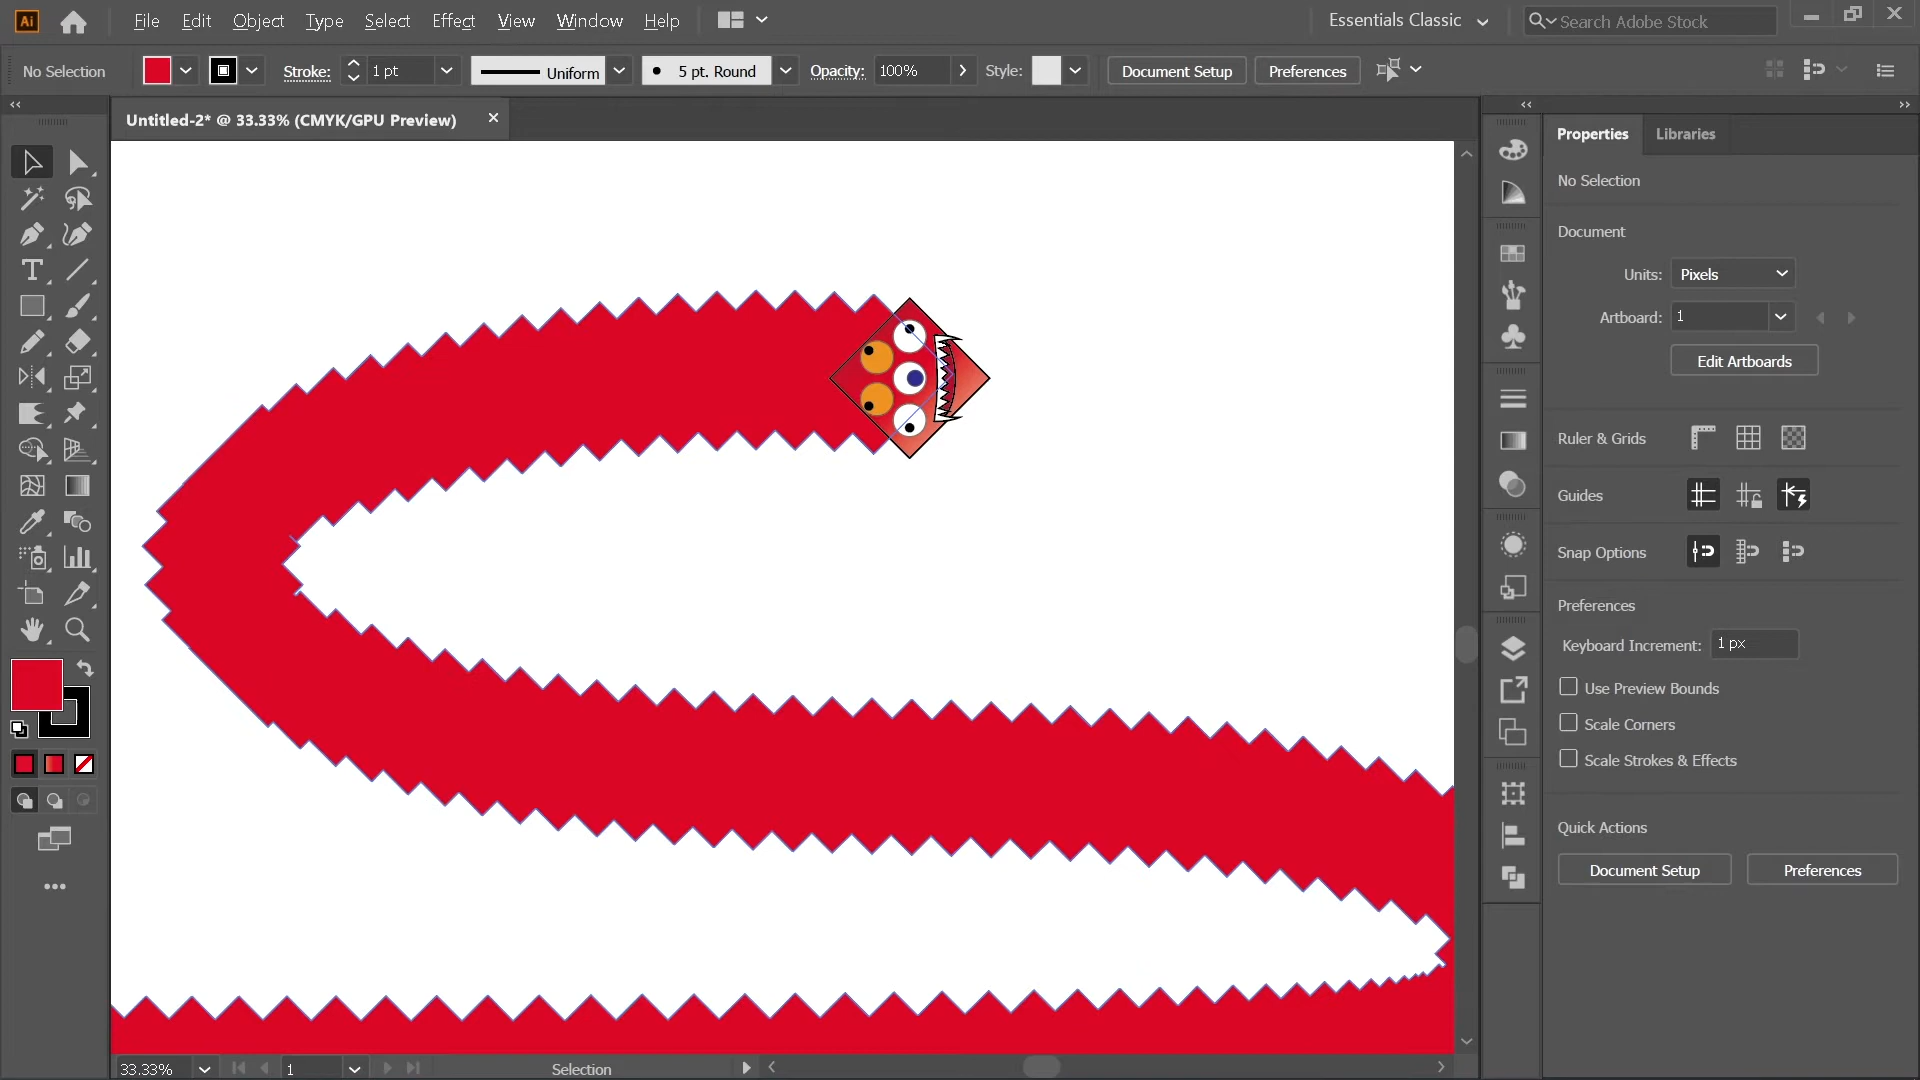 Ai File Edit Object Type Select Effect View Window Help Essentials Classic Search Adobe Stock
No Selection Stroke: 1 pt Uniform 5 pt. Round Opacity: 100% Style: Document Setup Preferences
Untitled-2* @ 33.33% (CMYK/GPU Preview)
Properties Libraries
No Selection
Document
Units: Pixels
Artboard: 1
Edit Artboards
Ruler & Grids
Guides
Snap Options
Preferences
Keyboard Increment: 1 px
Use Preview Bounds
Scale Corners
Scale Strokes & Effects
Quick Actions
Document Setup Preferences
33.33% 1 Selection